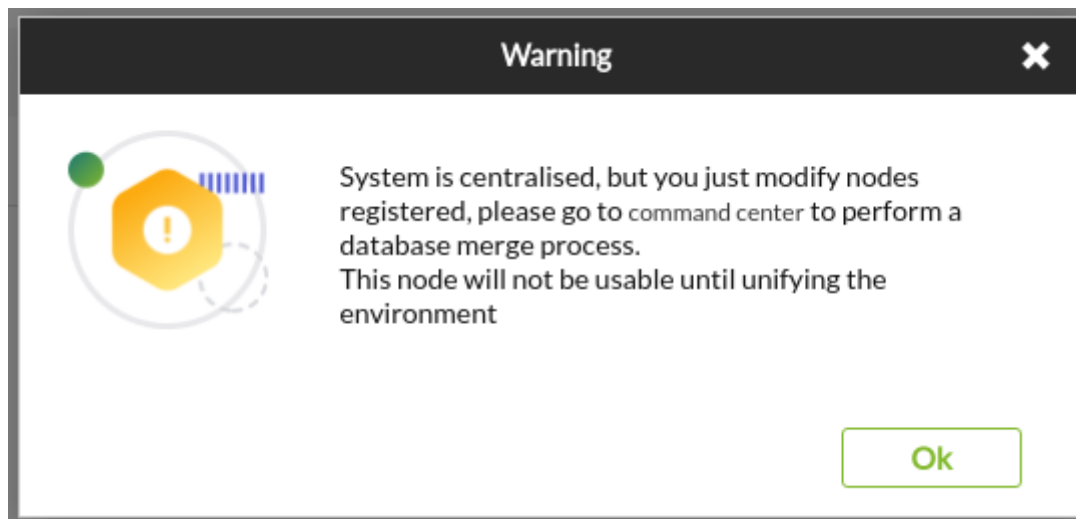 Warning
System is centralised, but you just modify nodes
registered, please go to command center to perform a
database merge process.
This node will not be usable until unifying the
environment
Ok